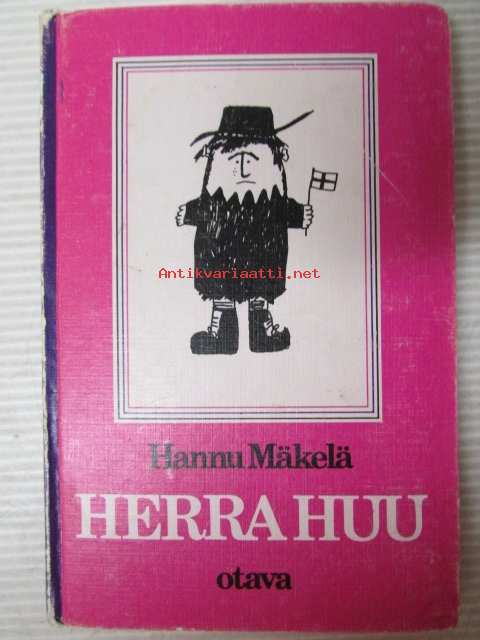 Antikvariaatti.net
Hannu Mäkelä
HERRA HUU
otava